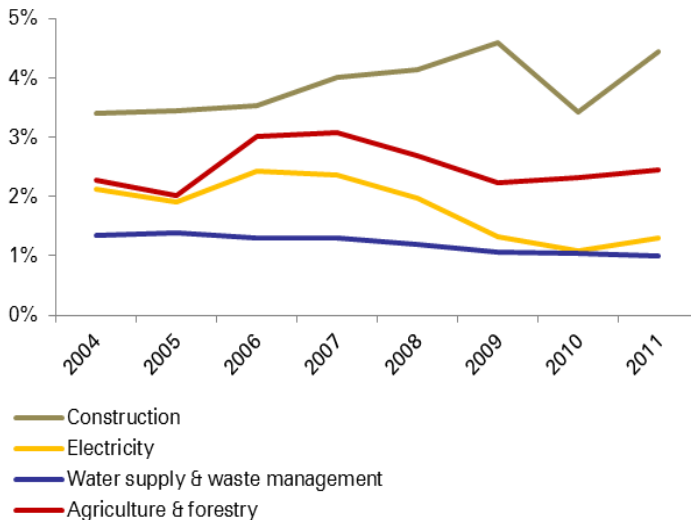 5%
4%
3%
2%
1%
0%
2004 2005 2006 2007 2008 2009 2010 2011
Construction
Electricity
Water supply & waste management
Agriculture & forestry